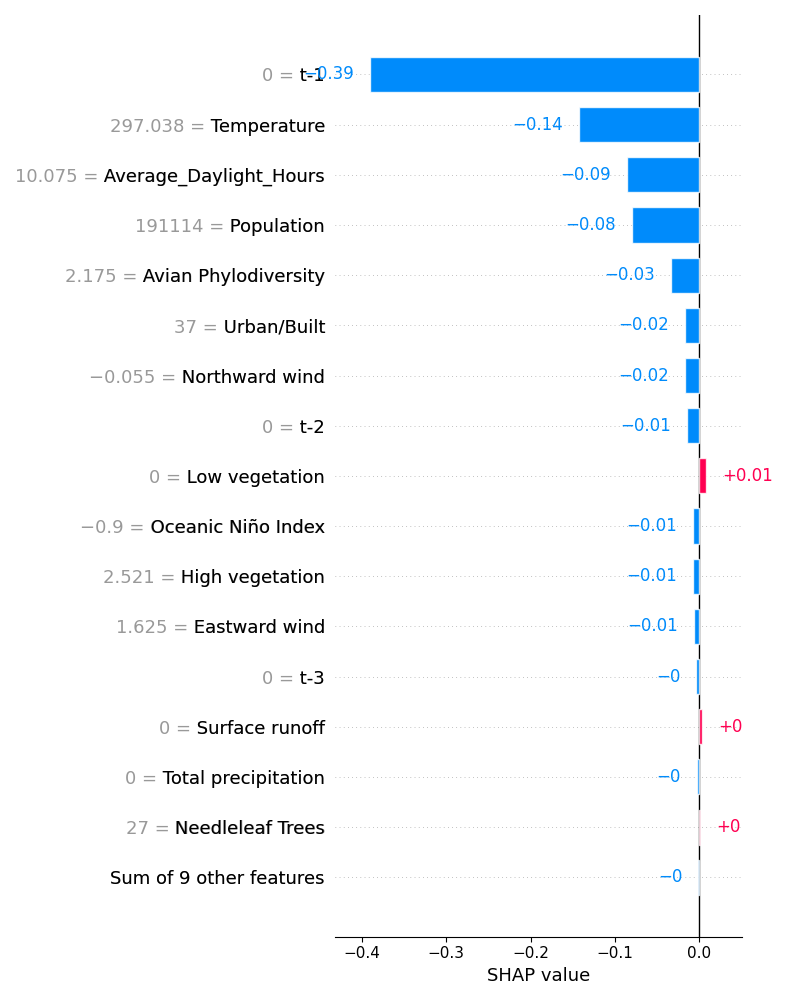 0 = t-1 −0.39
297.038 = Temperature −0.14
10.075 = Average_Daylight_Hours −0.09
191114 = Population −0.08
2.175 = Avian Phylodiversity −0.03
37 = Urban/Built −0.02
−0.055 = Northward wind −0.02
0 = t-2 −0.01
0 = Low vegetation +0.01
−0.9 = Oceanic Niño Index −0.01
2.521 = High vegetation −0.01
1.625 = Eastward wind −0.01
0 = t-3 −0
0 = Surface runoff +0
0 = Total precipitation −0
27 = Needleleaf Trees +0
Sum of 9 other features −0
−0.4 −0.3 −0.2 −0.1 0.0
SHAP value